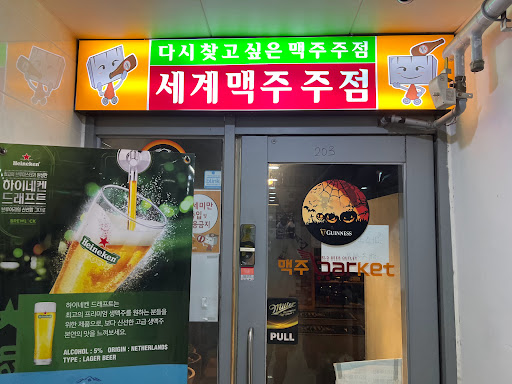 다시 찾고 싶은 맥주주점
세계맥주 주점
208
Heineken
하이네켄
드래프트
Heineken
하이네켄 드래프트는
최고의 프리미엄 생맥주를 원하는 분들을
위한 제품으로, 보다 신선한 고급 생맥주
본연의 맛을 느껴보세요.
ALCOHOL : 5% ORIGIN : NETHERLANDS
TYPE : LAGER BEER
GUINNESS
맥주 barket
Miller
PULL